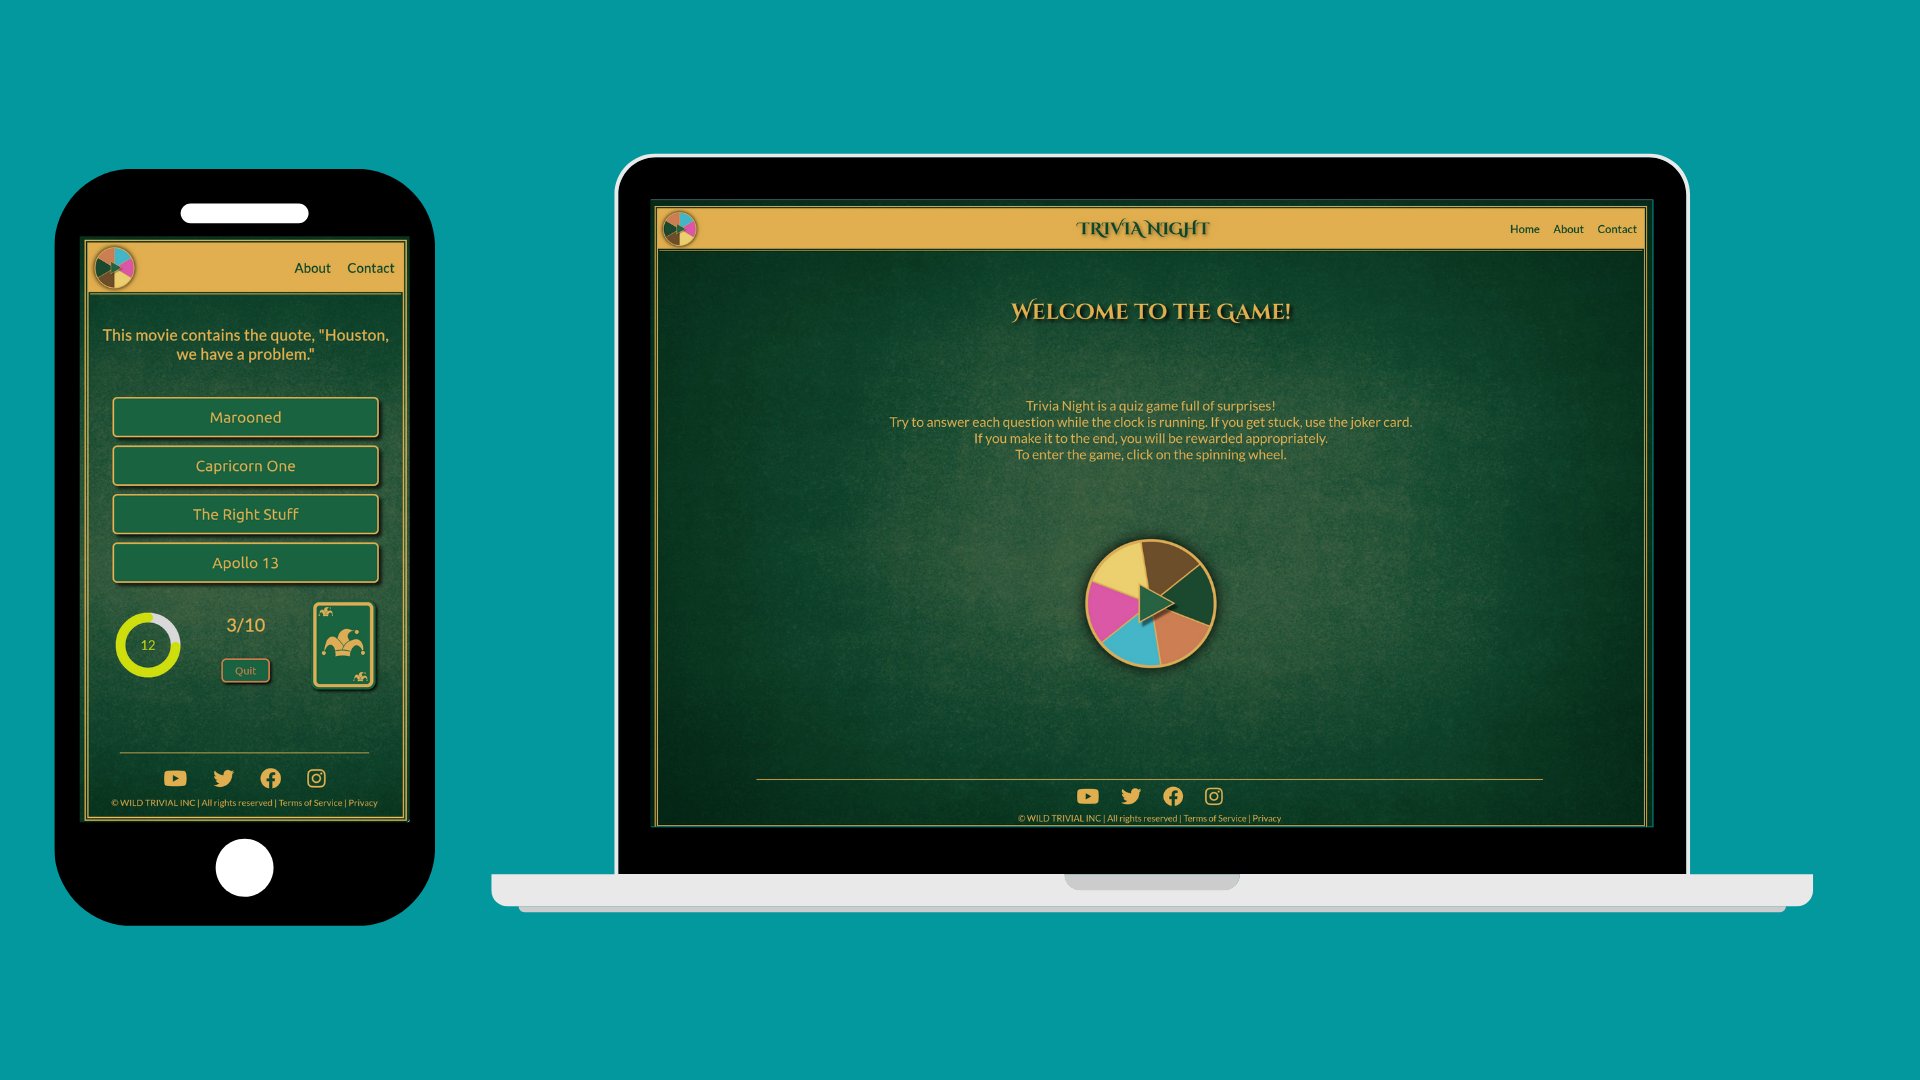 About Contact
This movie contains the quote, "Houston,
we have a problem."
Marooned
Capricorn One
The Right Stuff
Apollo 13
12
3/10
Quit
© WILD TRIVIAL INC | All rights reserved | Terms of Service | Privacy
TRIVIA NIGHT
Home About Contact
WELCOME TO THE GAME!
Trivia Night is a quiz game full of surprises!
Try to answer each question while the clock is running. If you get stuck, use the joker card.
If you make it to the end, you will be rewarded appropriately.
To enter the game, click on the spinning wheel.
© WILD TRIVIAL INC | All rights reserved | Terms of Service | Privacy